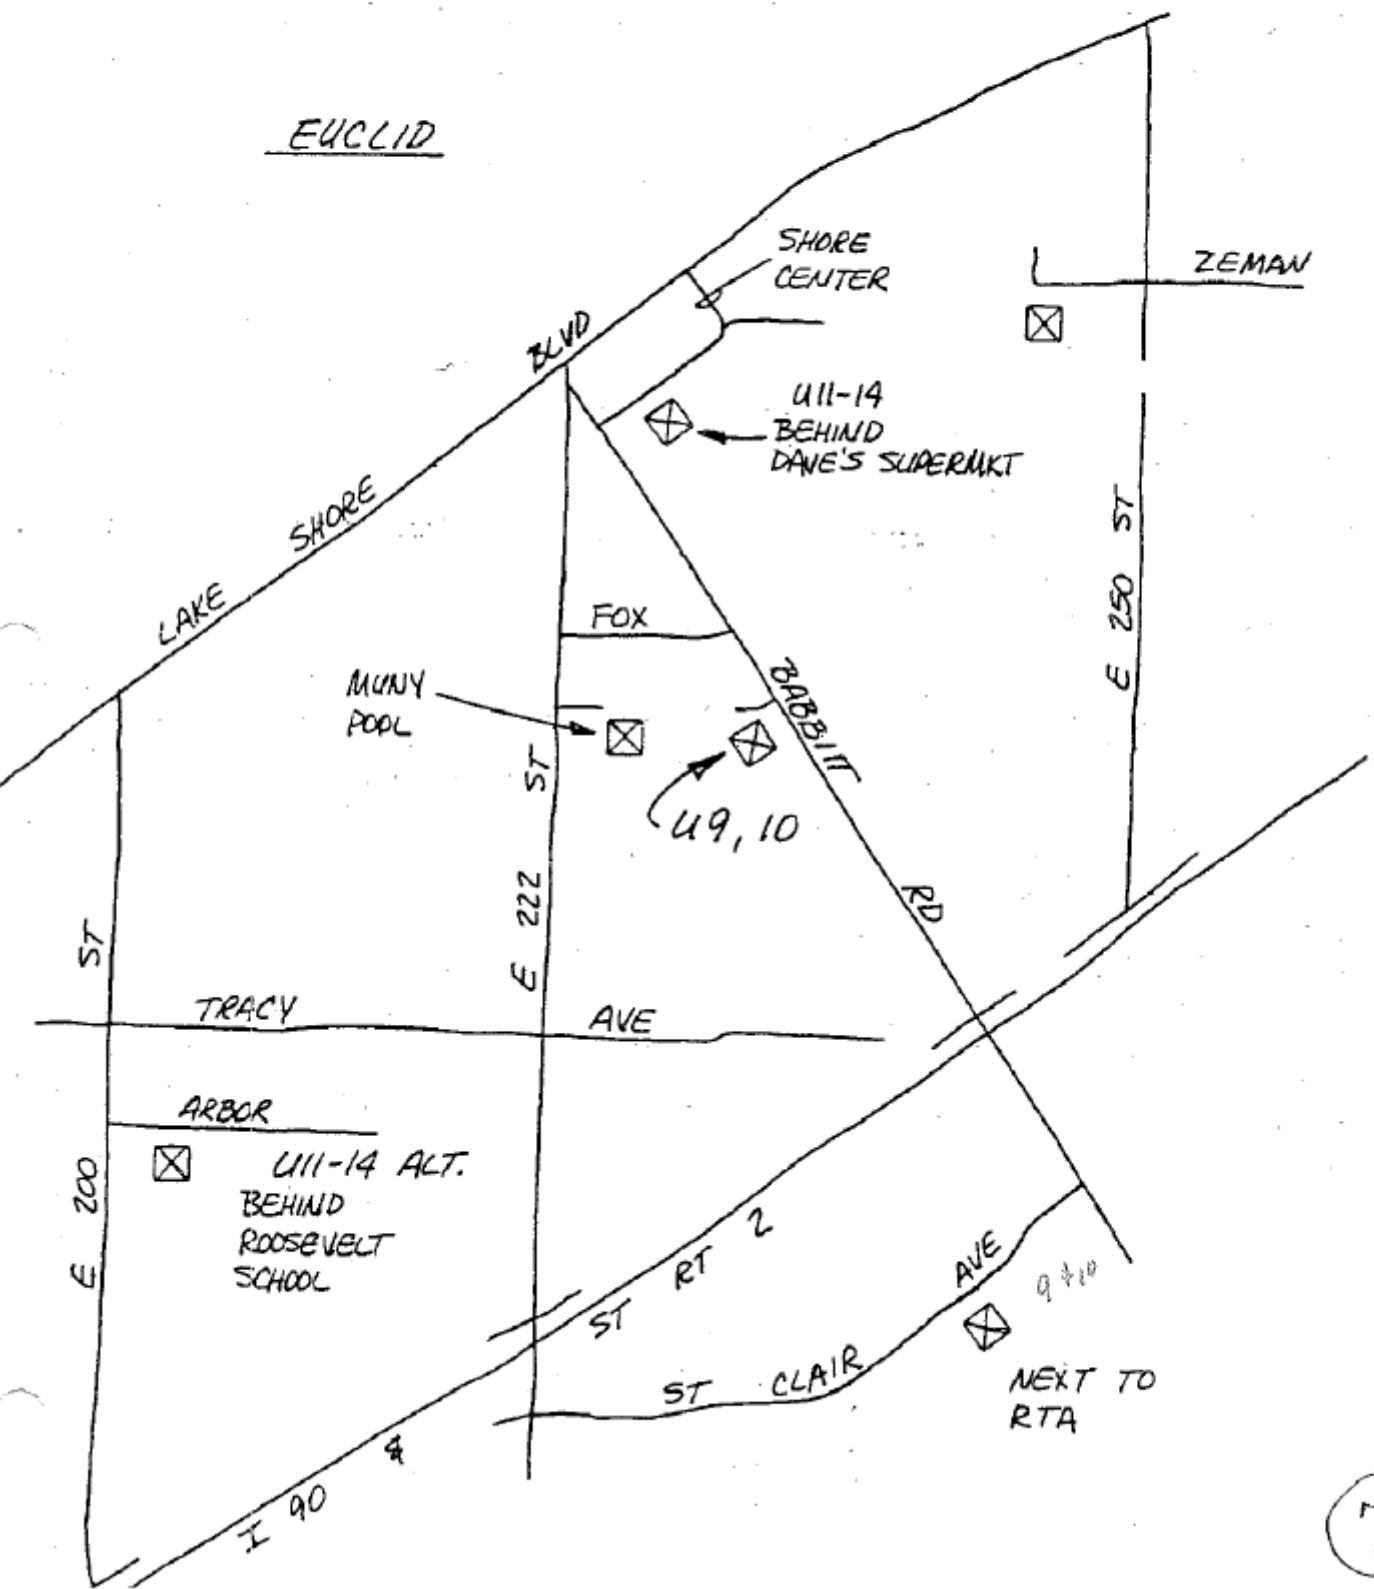 EUCLID
SHORE
CENTER
ZEMAN
BLVD
U11-14
BEHIND
DAVE'S SUPERMKT
SHORE
E 250 ST
LAKE
FOX
MUNY
POOL
BABBITT
RD
U9, 10
E 222 ST
E 200 ST
TRACY AVE
ARBOR
U11-14 ALT.
BEHIND
ROOSEVELT
SCHOOL
I 90 & ST RT 2
ST CLAIR AVE
9 & 10
NEXT TO
RTA